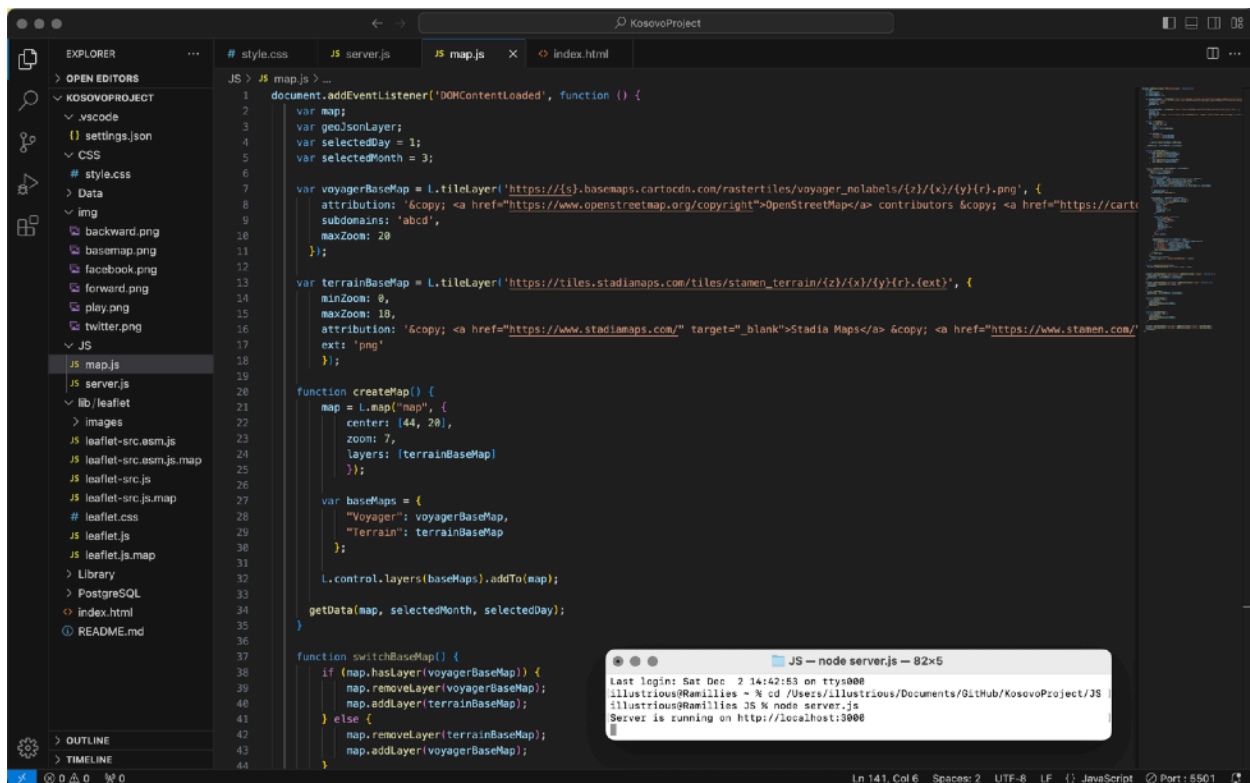 KosovoProject
EXPLORER
OPEN EDITORS
KOSOVOPROJECT
.vscode
settings.json
CSS
style.css
Data
img
backward.png
basemap.png
facebook.png
forward.png
play.png
twitter.png
JS
map.js
server.js
lib/leaflet
images
leaflet-src.esm.js
leaflet-src.esm.js.map
leaflet-src.js
leaflet-src.js.map
leaflet.css
leaflet.js
leaflet.js.map
Library
PostgreSQL
index.html
README.md
OUTLINE
TIMELINE
# style.css JS server.js JS map.js × <> index.html
JS > JS map.js > ...
1 document.addEventListener('DOMContentLoaded', function () {
2 var map;
3 var geoJsonLayer;
4 var selectedDay = 1;
5 var selectedMonth = 3;
6
7 var voyagerBaseMap = L.tileLayer('https://{s}.basemaps.cartocdn.com/rastertiles/voyager_nolabels/{z}/{x}/{y}{r}.png', {
8 attribution: '&copy; <a href="https://www.openstreetmap.org/copyright">OpenStreetMap</a> contributors &copy; <a href="https://carto
9 subdomains: 'abcd',
10 maxZoom: 20
11 });
12
13 var terrainBaseMap = L.tileLayer('https://tiles.stadiamaps.com/tiles/stamen_terrain/{z}/{x}/{y}{r}.{ext}', {
14 minZoom: 0,
15 maxZoom: 18,
16 attribution: '&copy; <a href="https://www.stadiamaps.com/" target="_blank">Stadia Maps</a> &copy; <a href="https://www.stamen.com/"
17 ext: 'png'
18 });
19
20 function createMap() {
21 map = L.map("map", {
22 center: [44, 20],
23 zoom: 7,
24 layers: [terrainBaseMap]
25 });
26
27 var baseMaps = {
28 "Voyager": voyagerBaseMap,
29 "Terrain": terrainBaseMap
30 };
31
32 L.control.layers(baseMaps).addTo(map);
33
34 getData(map, selectedMonth, selectedDay);
35 }
36
37 function switchBaseMap() {
38 if (map.hasLayer(voyagerBaseMap)) {
39 map.removeLayer(voyagerBaseMap);
40 map.addLayer(terrainBaseMap);
41 } else {
42 map.removeLayer(terrainBaseMap);
43 map.addLayer(voyagerBaseMap);
44 }
JS — node server.js — 82×5
Last login: Sat Dec 2 14:42:53 on ttys000
illustrious@Ramillies ~ % cd /Users/illustrious/Documents/GitHub/KosovoProject/JS
illustrious@Ramillies JS % node server.js
Server is running on http://localhost:3000
0 0 0 Ln 141, Col 6 Spaces: 2 UTF-8 LF {} JavaScript Port : 5501